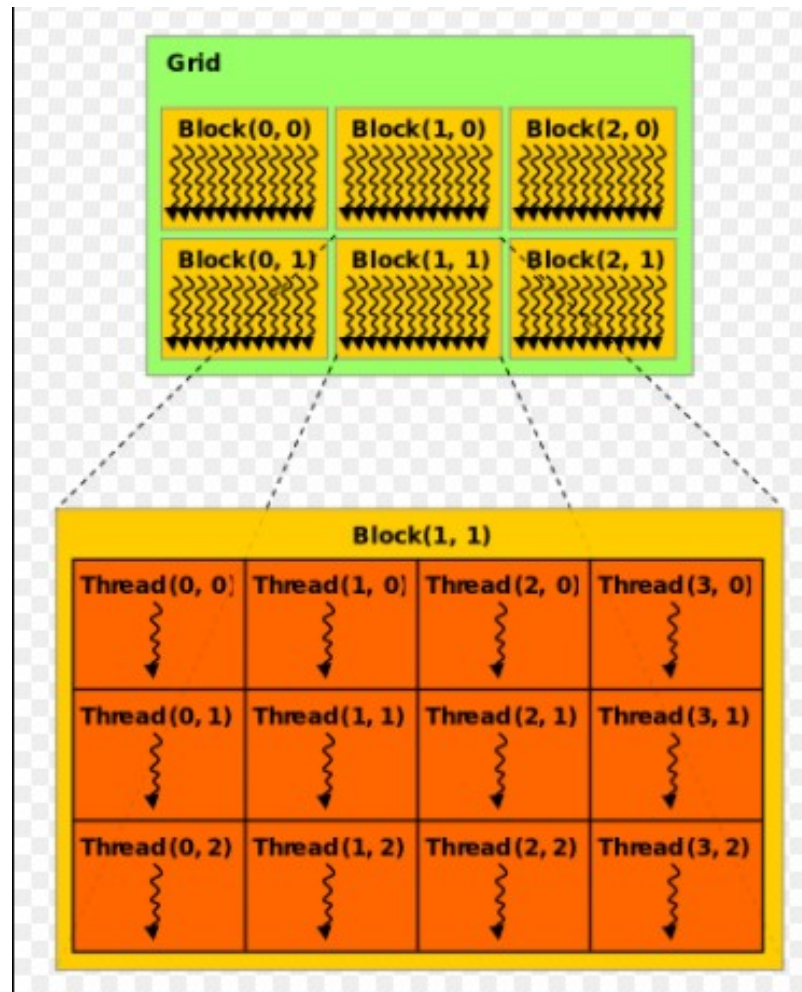 Grid
Block(0, 0) Block(1, 0) Block(2, 0)
Block(0, 1) Block(1, 1) Block(2, 1)
Block(1, 1)
Thread(0, 0) Thread(1, 0) Thread(2, 0) Thread(3, 0)
Thread(0, 1) Thread(1, 1) Thread(2, 1) Thread(3, 1)
Thread(0, 2) Thread(1, 2) Thread(2, 2) Thread(3, 2)